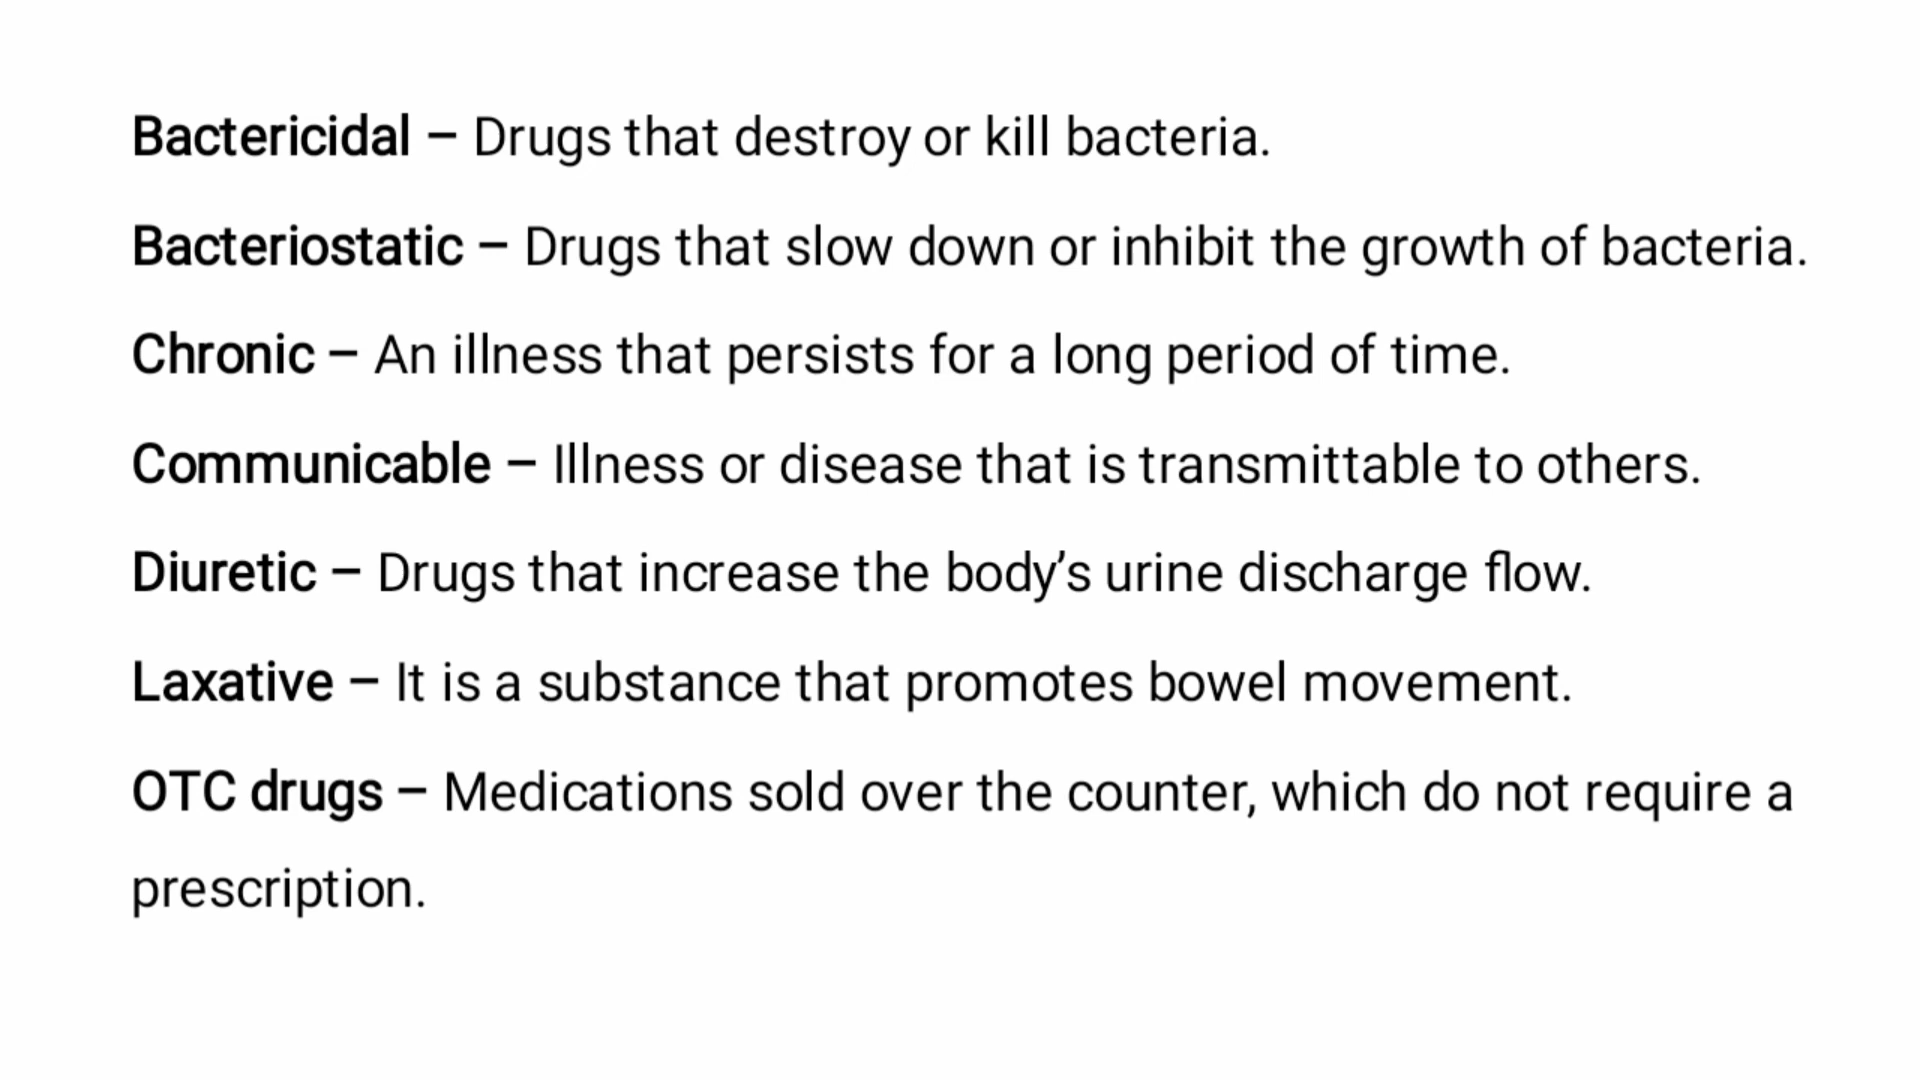 Bactericidal – Drugs that destroy or kill bacteria.
Bacteriostatic – Drugs that slow down or inhibit the growth of bacteria.
Chronic – An illness that persists for a long period of time.
Communicable – Illness or disease that is transmittable to others.
Diuretic – Drugs that increase the body’s urine discharge flow.
Laxative – It is a substance that promotes bowel movement.
OTC drugs – Medications sold over the counter, which do not require a
prescription.